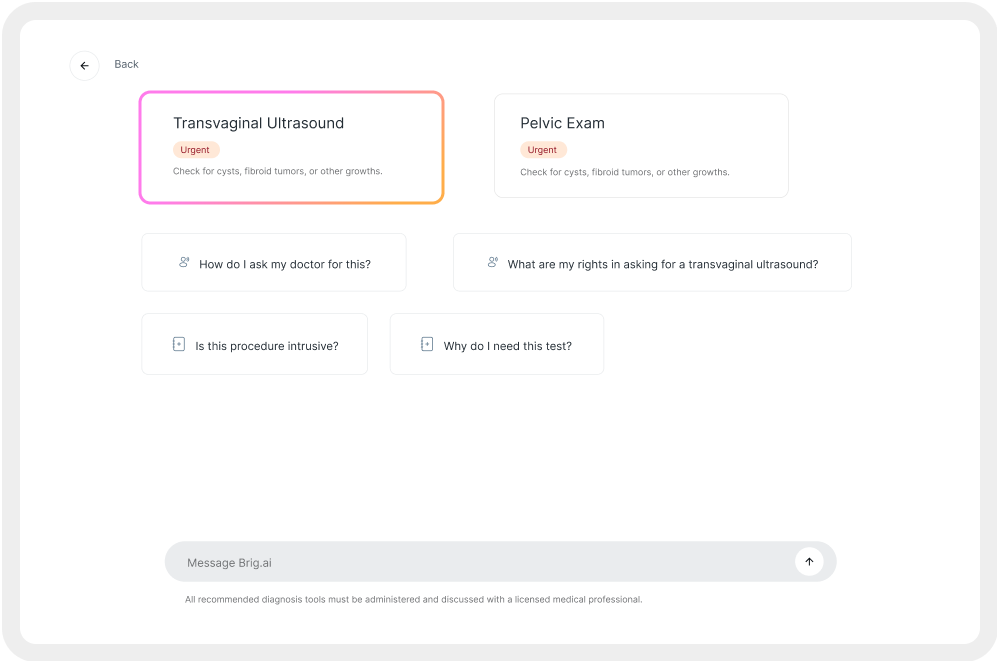 Back
Transvaginal Ultrasound
Urgent
Check for cysts, fibroid tumors, or other growths.
Pelvic Exam
Urgent
Check for cysts, fibroid tumors, or other growths.
How do I ask my doctor for this?
What are my rights in asking for a transvaginal ultrasound?
Is this procedure intrusive?
Why do I need this test?
Message Brig.ai
All recommended diagnosis tools must be administered and discussed with a licensed medical professional.